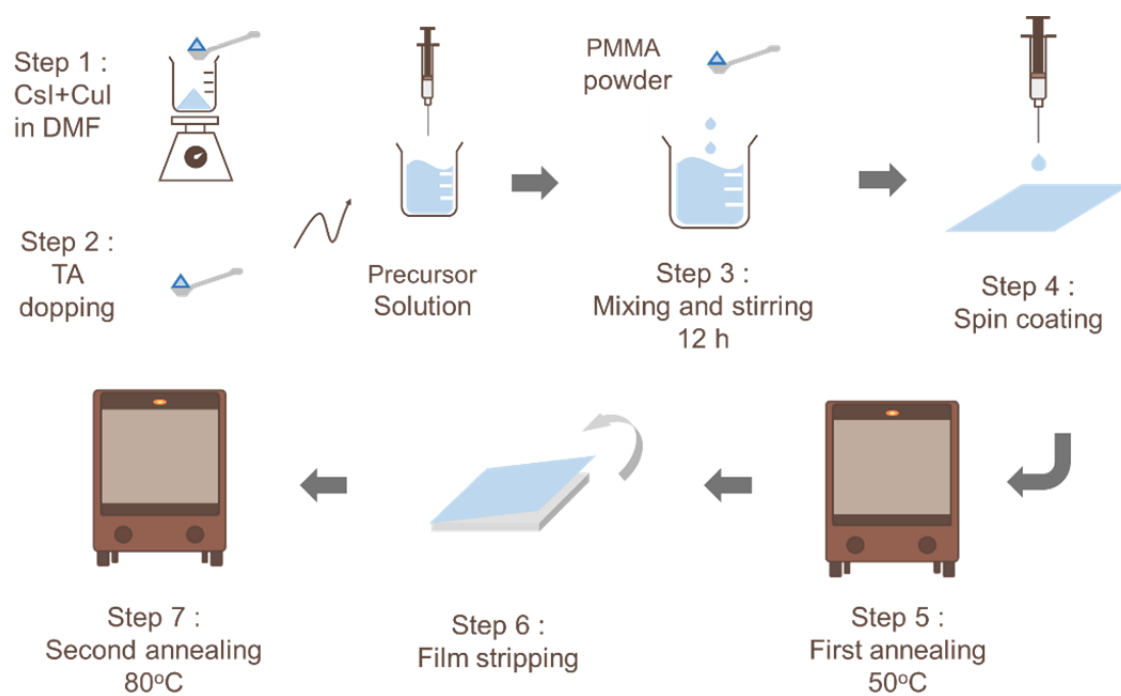 Step 1 :
CsI+CuI
in DMF
Step 2 :
TA
dopping
Precursor
Solution
PMMA
powder
Step 3 :
Mixing and stirring
12 h
Step 4 :
Spin coating
Step 5 :
First annealing
50°C
Step 6 :
Film stripping
Step 7 :
Second annealing
80°C